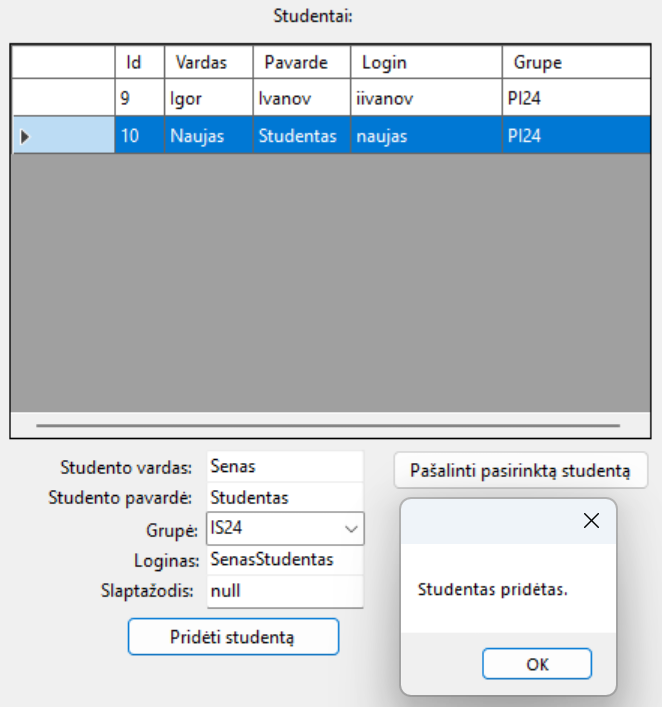 Studentai:
Id Vardas Pavarde Login Grupe
9 Igor Ivanov iivanov PI24
10 Naujas Studentas naujas PI24
Studento vardas: Senas
Pašalinti pasirinktą studentą
Studento pavardė: Studentas
Grupė: IS24
Loginas: SenasStudentas
Slaptažodis: null
Pridėti studentą
Studentas pridėtas.
OK